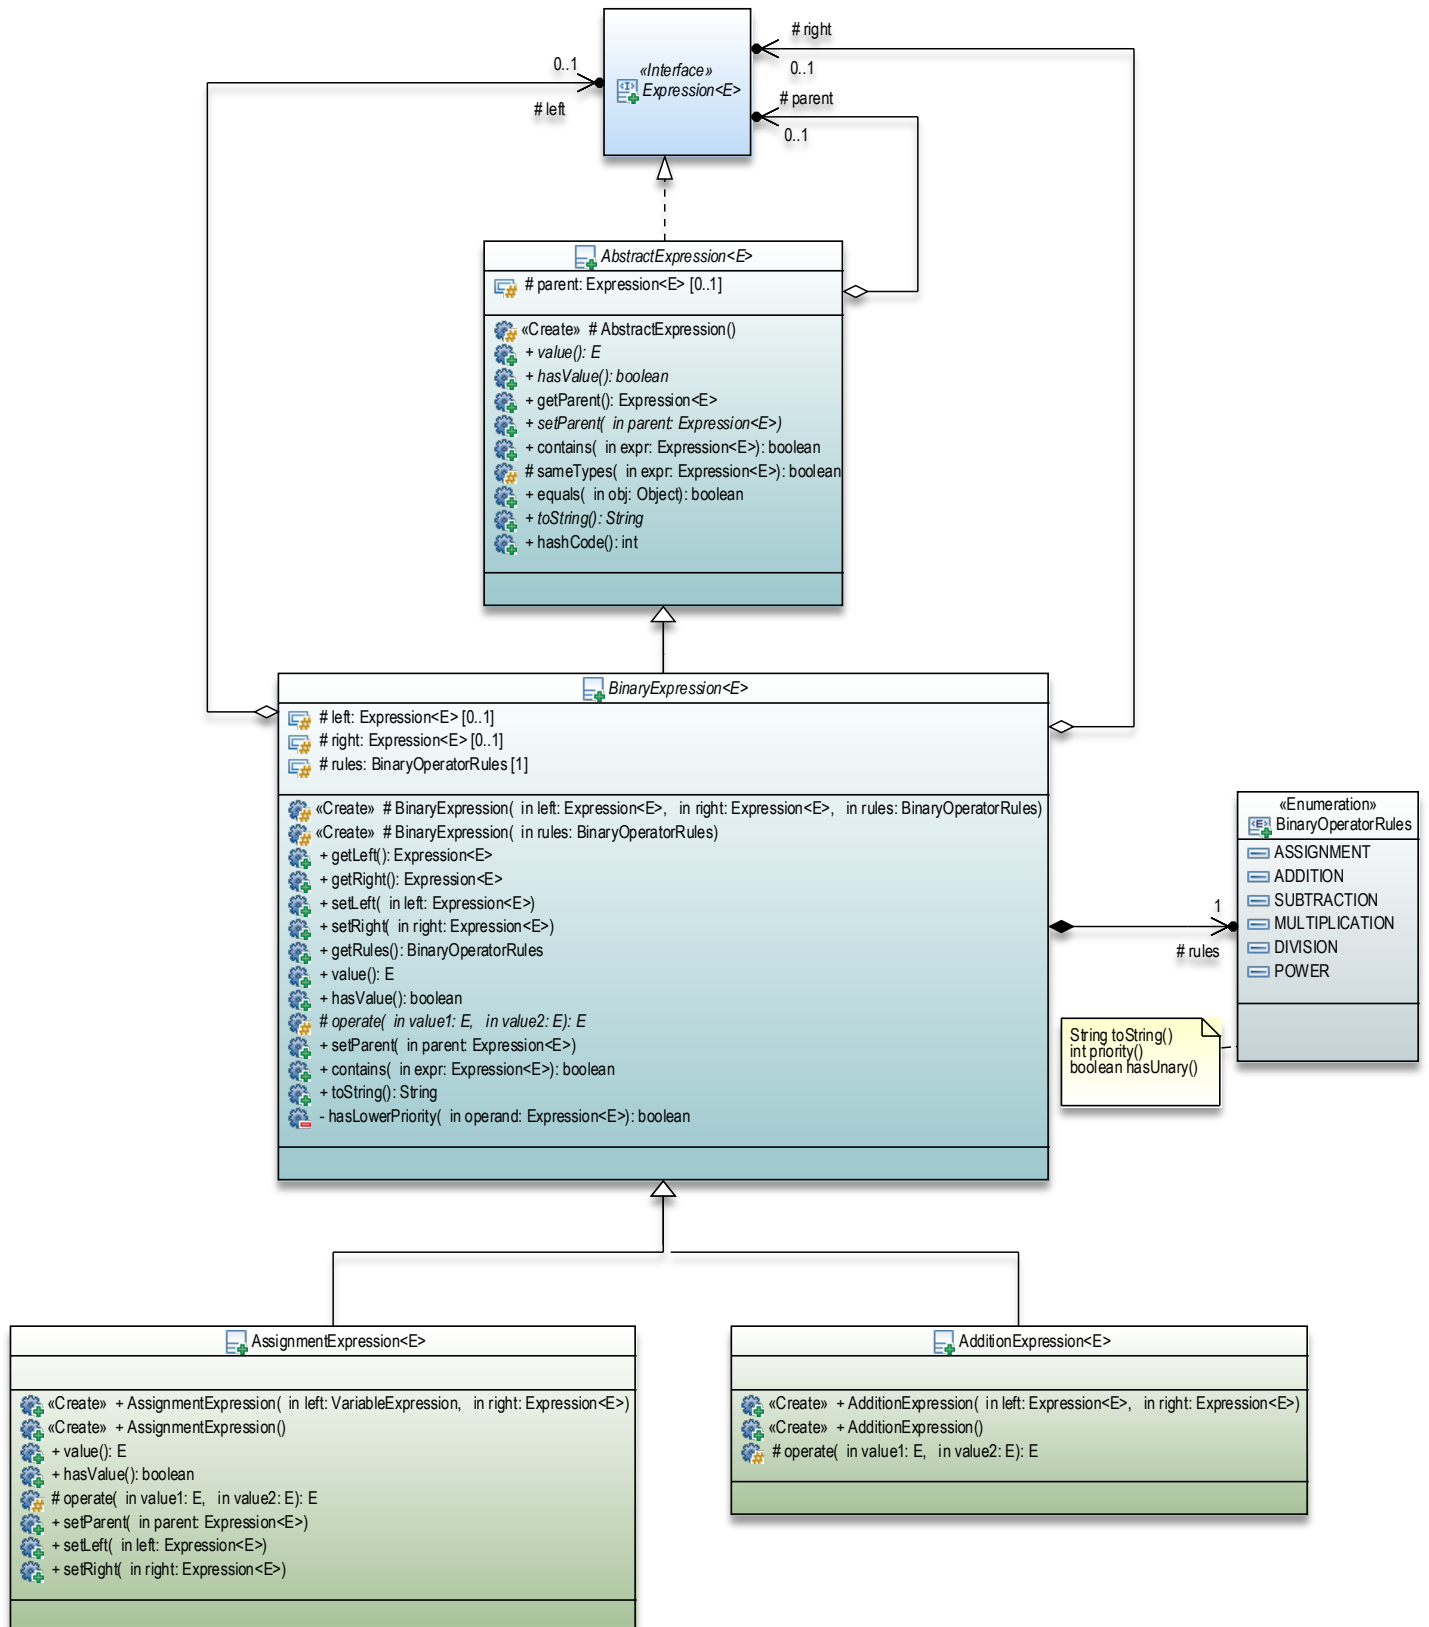 # right
0..1
0..1
# left
«Interface»
Expression<E>
# parent
0..1
AbstractExpression<E>
# parent: Expression<E> [0..1]
«Create» # AbstractExpression()
+ value(): E
+ hasValue(): boolean
+ getParent(): Expression<E>
+ setParent( in parent: Expression<E>)
+ contains( in expr: Expression<E>): boolean
# sameTypes( in expr: Expression<E>): boolean
+ equals( in obj: Object): boolean
+ toString(): String
+ hashCode(): int
BinaryExpression<E>
# left: Expression<E> [0..1]
# right: Expression<E> [0..1]
# rules: BinaryOperatorRules [1]
«Create» # BinaryExpression( in left: Expression<E>, in right: Expression<E>, in rules: BinaryOperatorRules)
«Create» # BinaryExpression( in rules: BinaryOperatorRules)
+ getLeft(): Expression<E>
+ getRight(): Expression<E>
+ setLeft( in left: Expression<E>)
+ setRight( in right: Expression<E>)
+ getRules(): BinaryOperatorRules
+ value(): E
+ hasValue(): boolean
# operate( in value1: E, in value2: E): E
+ setParent( in parent: Expression<E>)
+ contains( in expr: Expression<E>): boolean
+ toString(): String
- hasLowerPriority( in operand: Expression<E>): boolean
1
# rules
«Enumeration»
BinaryOperatorRules
ASSIGNMENT
ADDITION
SUBTRACTION
MULTIPLICATION
DIVISION
POWER
String toString()
int priority()
boolean hasUnary()
AssignmentExpression<E>
«Create» + AssignmentExpression( in left: VariableExpression, in right: Expression<E>)
«Create» + AssignmentExpression()
+ value(): E
+ hasValue(): boolean
# operate( in value1: E, in value2: E): E
+ setParent( in parent: Expression<E>)
+ setLeft( in left: Expression<E>)
+ setRight( in right: Expression<E>)
AdditionExpression<E>
«Create» + AdditionExpression( in left: Expression<E>, in right: Expression<E>)
«Create» + AdditionExpression()
# operate( in value1: E, in value2: E): E